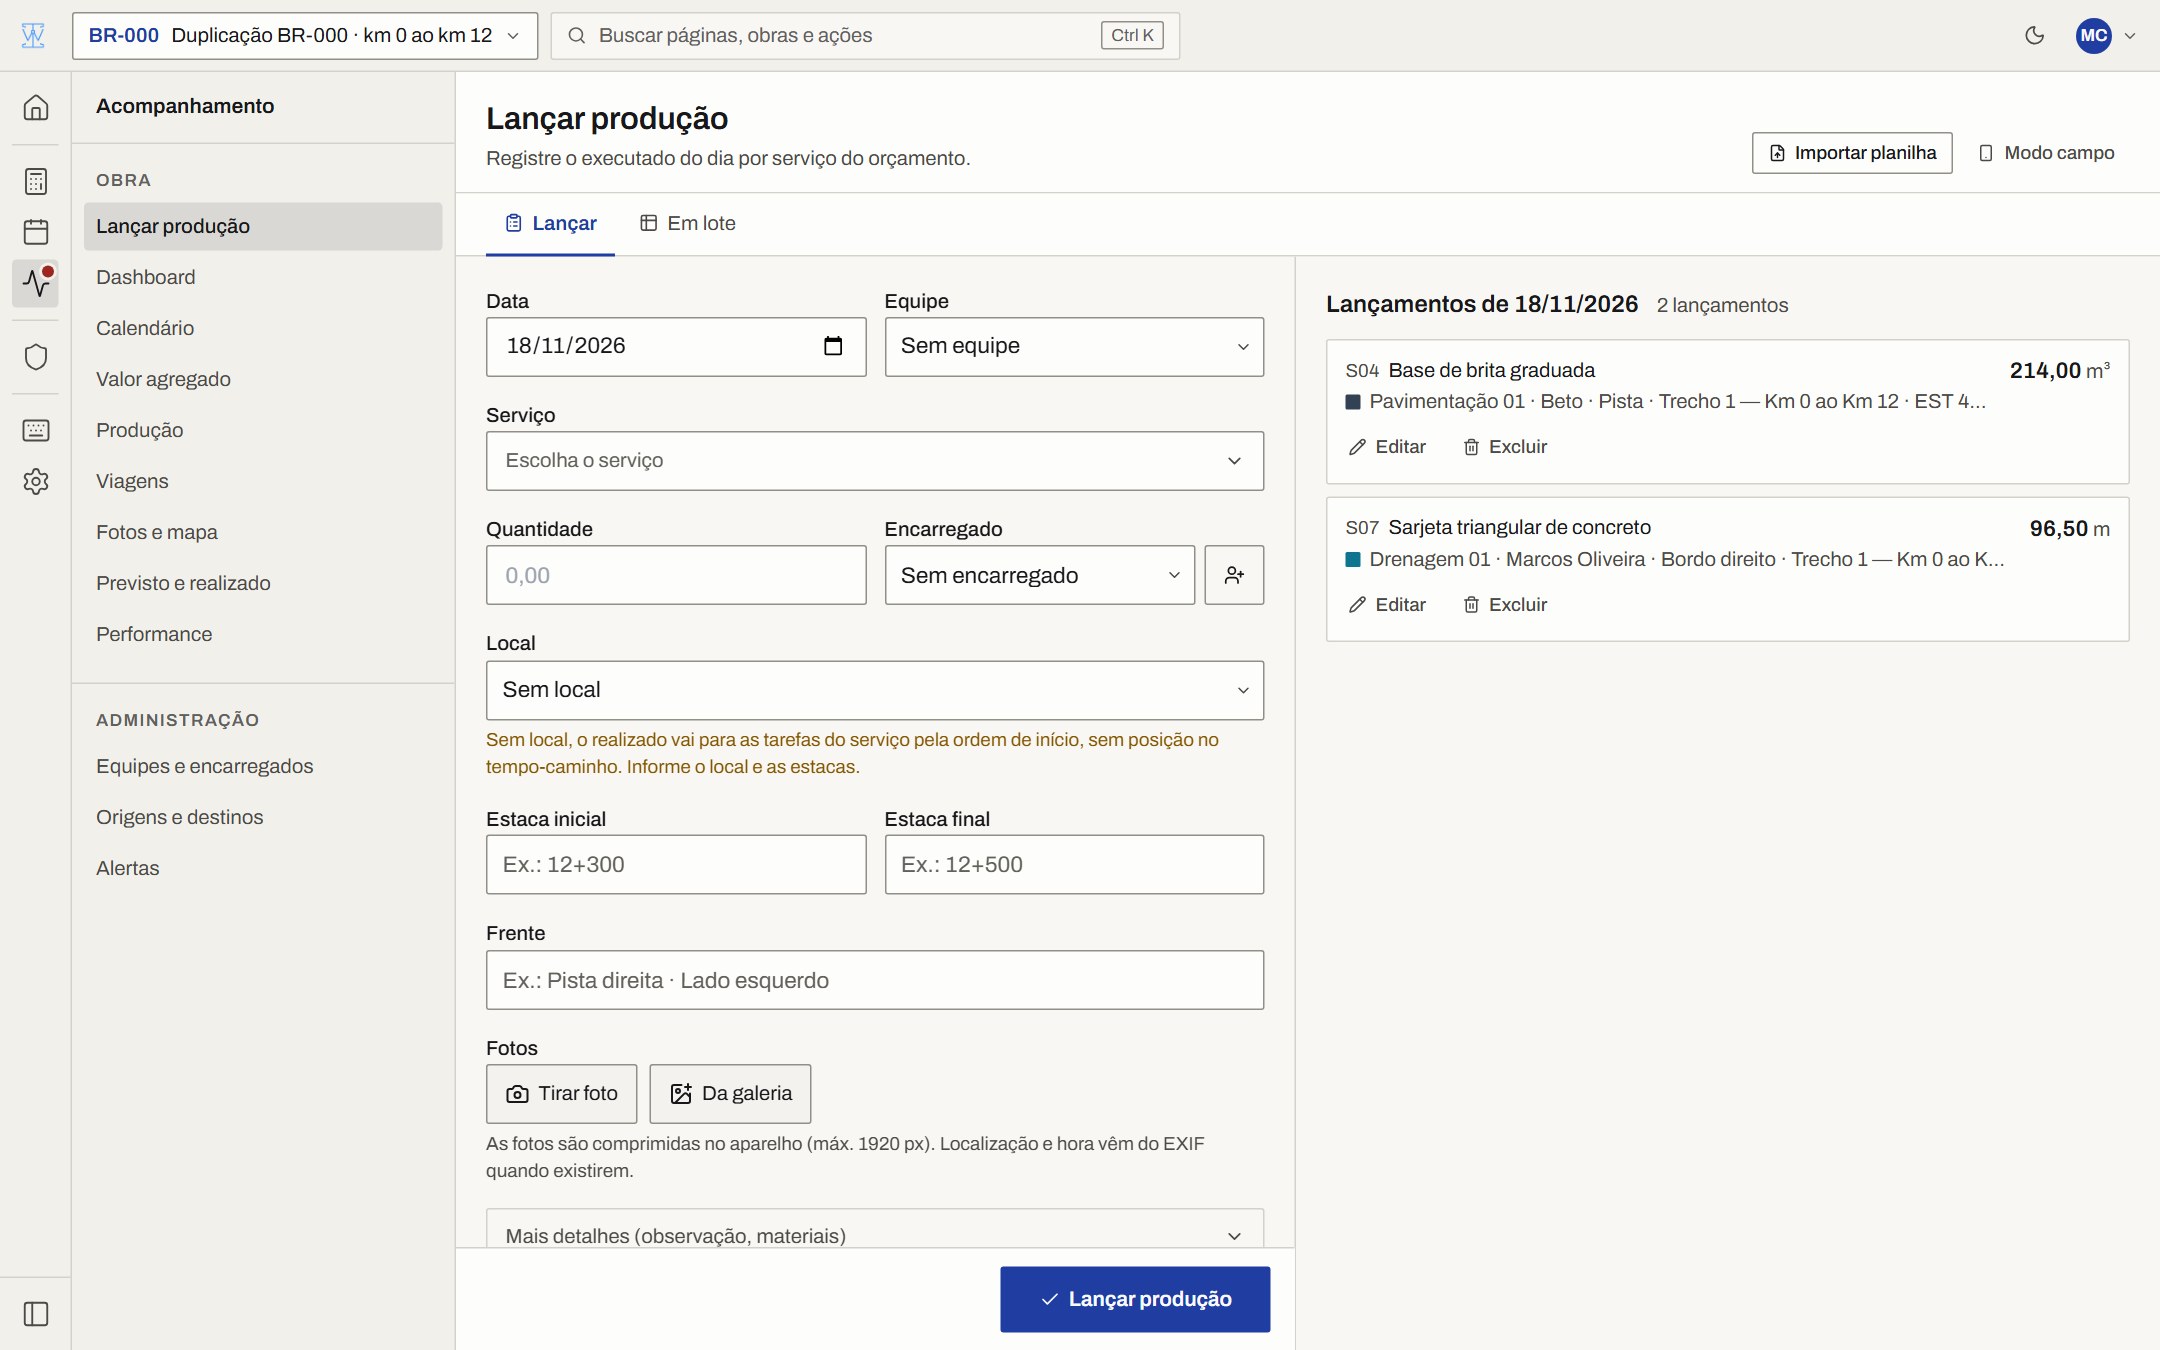 BR-000 Duplicação BR-000 · km 0 ao km 12
Buscar páginas, obras e ações
Ctrl K
MC
Acompanhamento
OBRA
Lançar produção
Dashboard
Calendário
Valor agregado
Produção
Viagens
Fotos e mapa
Previsto e realizado
Performance
ADMINISTRAÇÃO
Equipes e encarregados
Origens e destinos
Alertas
Lançar produção
Registre o executado do dia por serviço do orçamento.
Importar planilha
Modo campo
Lançar
Em lote
Data
Equipe
18/11/2026
Sem equipe
Serviço
Escolha o serviço
Quantidade
Encarregado
0,00
Sem encarregado
Local
Sem local
Sem local, o realizado vai para as tarefas do serviço pela ordem de início, sem posição no
tempo-caminho. Informe o local e as estacas.
Estaca inicial
Estaca final
Ex.: 12+300
Ex.: 12+500
Frente
Ex.: Pista direita · Lado esquerdo
Fotos
Tirar foto
Da galeria
As fotos são comprimidas no aparelho (máx. 1920 px). Localização e hora vêm do EXIF
quando existirem.
Mais detalhes (observação, materiais)
Lançar produção
Lançamentos de 18/11/2026 2 lançamentos
S04 Base de brita graduada 214,00 m³
Pavimentação 01 · Beto · Pista · Trecho 1 — Km 0 ao Km 12 · EST 4...
Editar
Excluir
S07 Sarjeta triangular de concreto 96,50 m
Drenagem 01 · Marcos Oliveira · Bordo direito · Trecho 1 — Km 0 ao K...
Editar
Excluir